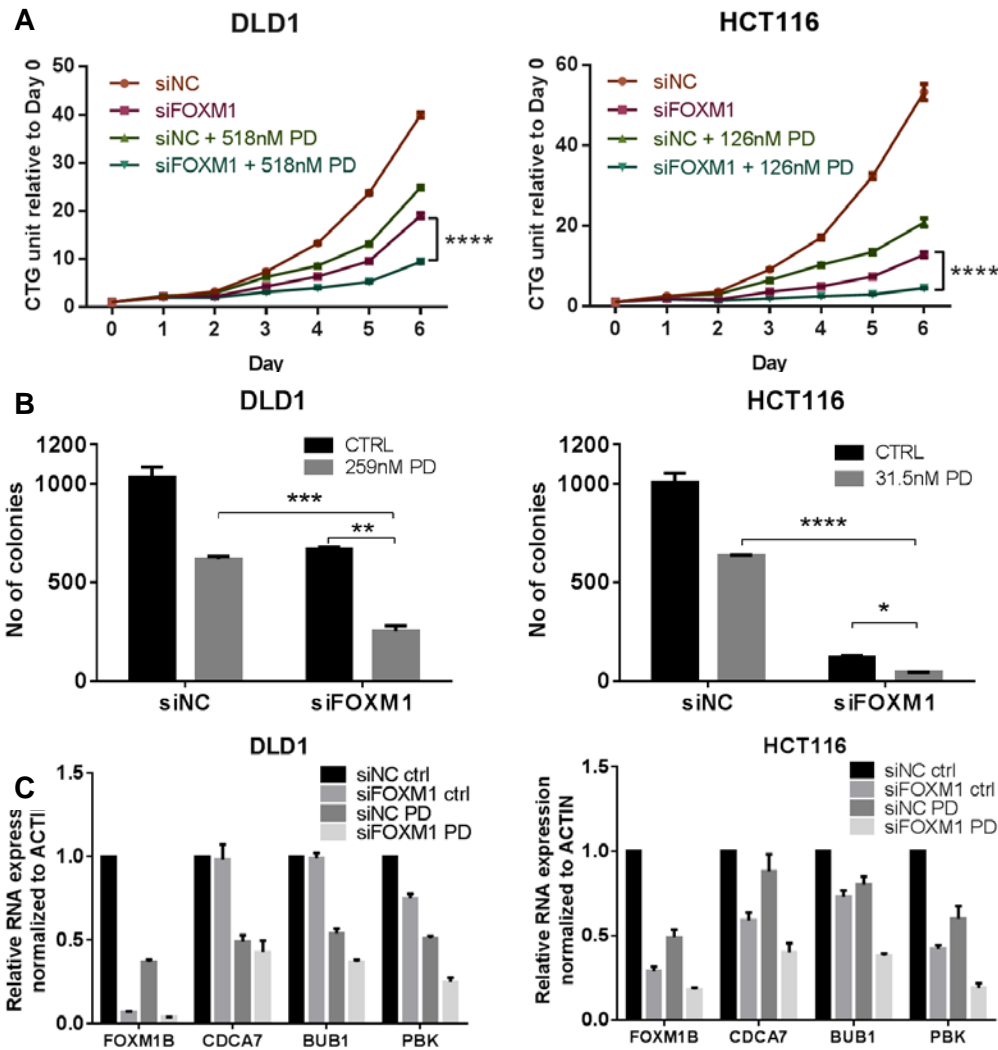 A
DLD1
HCT116
CTG unit relative to Day 0
50
40
30
20
10
0
siNC
siFOXM1
siNC + 518nM PD
siFOXM1 + 518nM PD
****
0 1 2 3 4 5 6
Day
CTG unit relative to Day 0
60
40
20
0
siNC
siFOXM1
siNC + 126nM PD
siFOXM1 + 126nM PD
****
0 1 2 3 4 5 6
Day
B
DLD1
HCT116
No of colonies
1200
1000
500
0
CTRL
259nM PD
***
**
siNC siFOXM1
No of colonies
1200
1000
500
0
CTRL
31.5nM PD
****
*
siNC siFOXM1
C
DLD1
HCT116
Relative RNA express
normalized to ACTI
1.5
1.0
0.5
0.0
siNC ctrl
siFOXM1 ctrl
siNC PD
siFOXM1 PD
FOXM1B CDCA7 BUB1 PBK
Relative RNA expression
normalized to ACTIN
1.5
1.0
0.5
0.0
siNC ctrl
siFOXM1 ctrl
siNC PD
siFOXM1 PD
FOXM1B CDCA7 BUB1 PBK